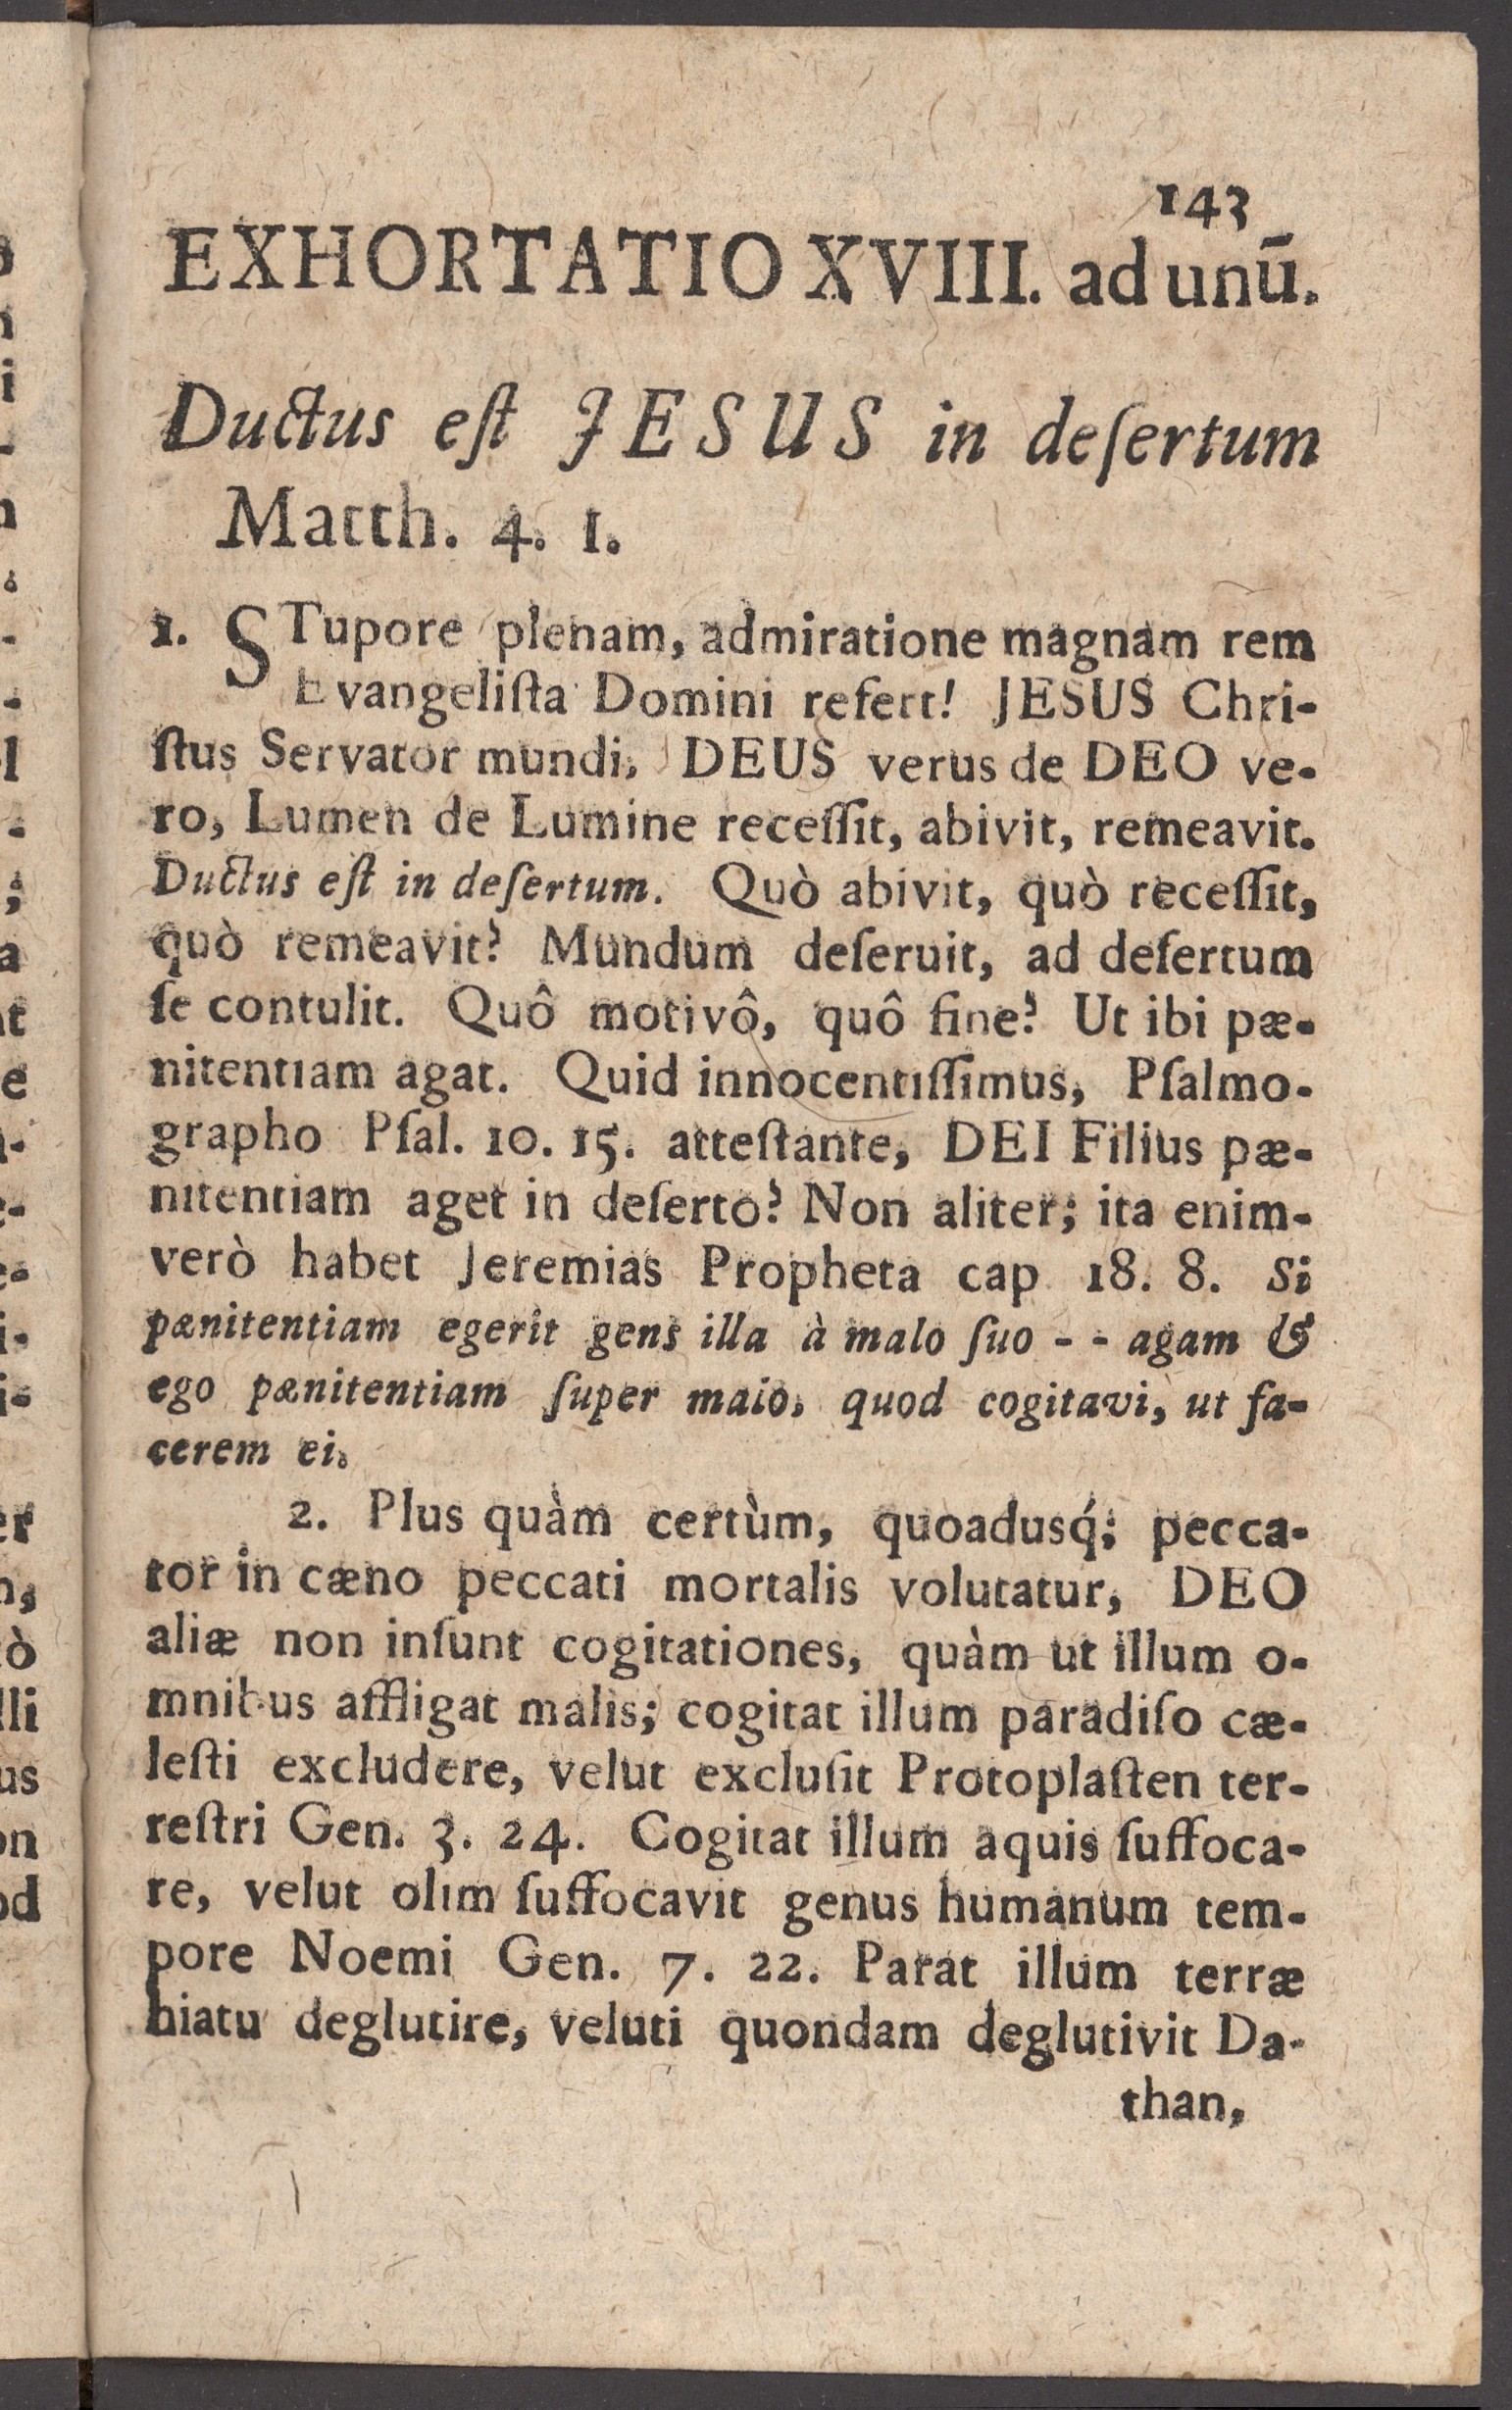 143
EXHORTATIO XVIII. ad unū.
Ductus eſt JESUS in deſertum
Matth. 4. 1.
1. STupore plenam, admiratione magnam rem
Evangeliſta Domini refert! JESUS Chri-
ſtus Servator mundi, DEUS verus de DEO ve-
ro, Lumen de Lumine receſſit, abivit, remeavit.
Ductus eſt in deſertum. Quò abivit, quò receſſit,
quò remeavit? Mundum deſeruit, ad deſertum
ſe contulit. Quô motivô, quô fine? Ut ibi pæ-
nitentiam agat. Quid innocentiſſimus, Pſalmo-
grapho Pſal. 10. 15. atteſtante, DEI Filius pæ-
nitentiam aget in deſerto? Non aliter; ita enim-
verò habet Jeremias Propheta cap 18. 8. Si
pænitentiam egerit gens illa à malo ſuo - - agam &
ego pænitentiam ſuper malo, quod cogitavi, ut fa-
cerem ei.
2. Plus quàm certùm, quoadusq́; pecca-
tor in cæno peccati mortalis volutatur, DEO
aliæ non inſunt cogitationes, quàm ut illum o-
mnibus affligat malis; cogitat illum paradiſo cæ-
leſti excludere, velut excluſit Protoplaſten ter-
reſtri Gen. 3. 24. Cogitat illum aquis ſuffoca-
re, velut olim ſuffocavit genus humanum tem-
pore Noemi Gen. 7. 22. Parat illum terræ
hiatu deglutire, veluti quondam deglutivit Da-
than,